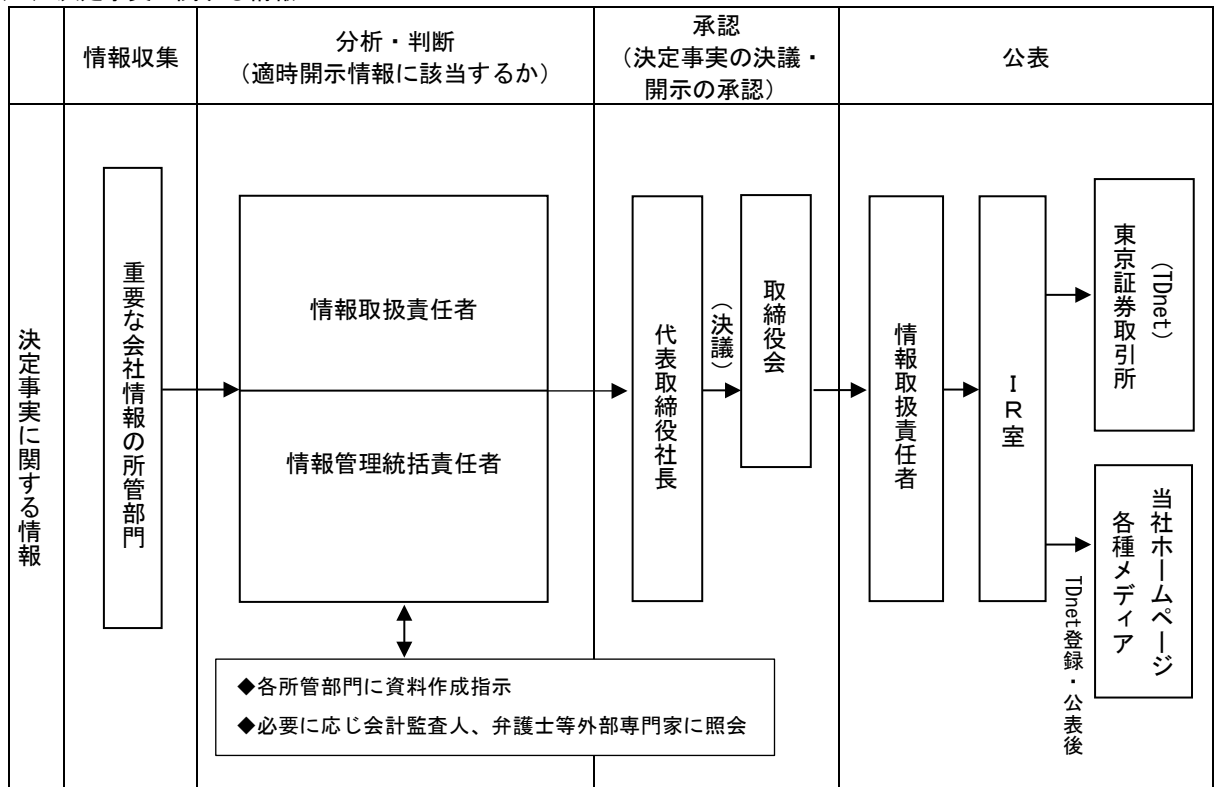 情報収集
分析・判断
（適時開示情報に該当するか）
承認
（決定事実の決議・
開示の承認）
公表
決定事実に関する情報
重要な会社情報の所管部門
情報取扱責任者
情報管理統括責任者
◆各所管部門に資料作成指示
◆必要に応じ会計監査人、弁護士等外部専門家に照会
代表取締役社長
（決議）
取締役会
情報取扱責任者
ＩＲ室
東京証券取引所
（TDnet）
TDnet登録・公表後
当社ホームページ
各種メディア